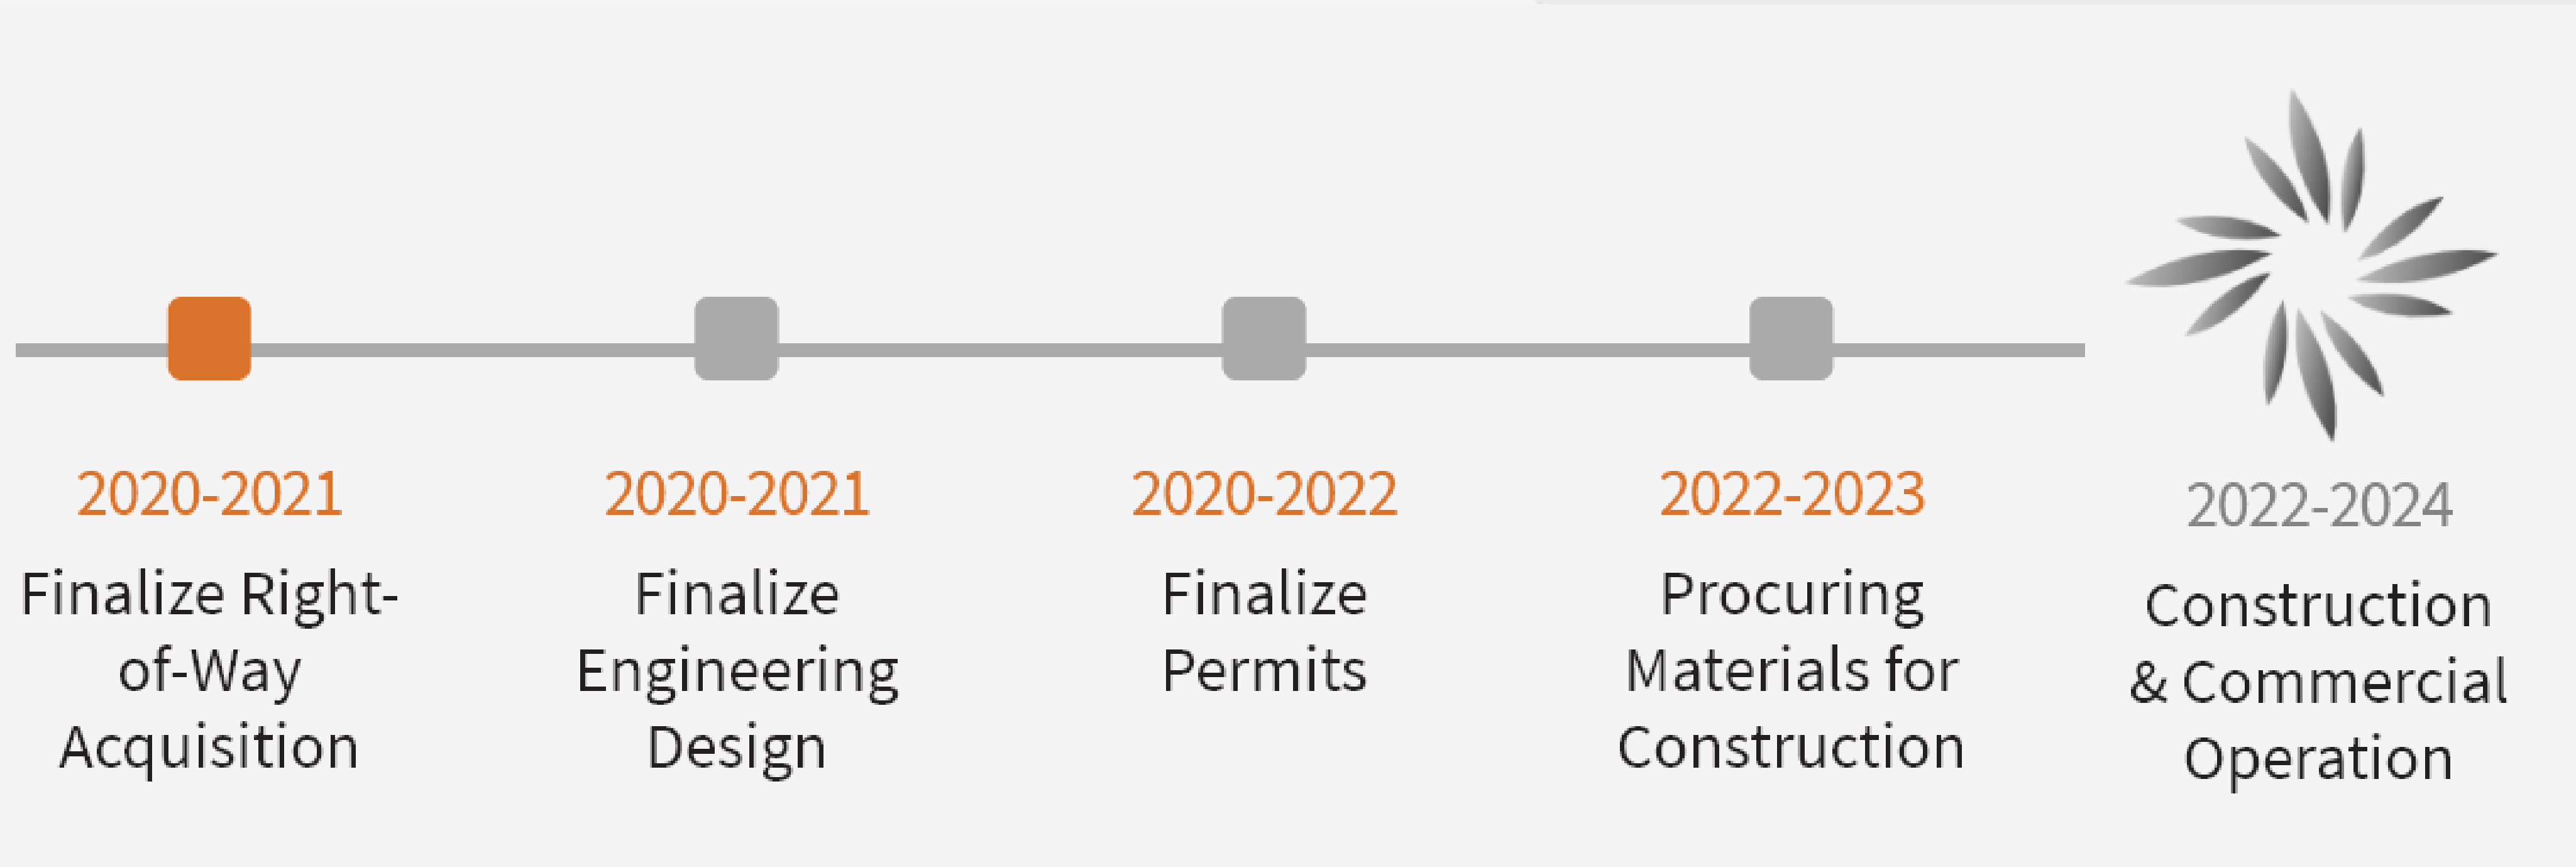 2020-2021
Finalize Right-
of-Way
Acquisition
2020-2021
Finalize
Engineering
Design
2020-2022
Finalize
Permits
2022-2023
Procuring
Materials for
Construction
2022-2024
Construction
& Commercial
Operation